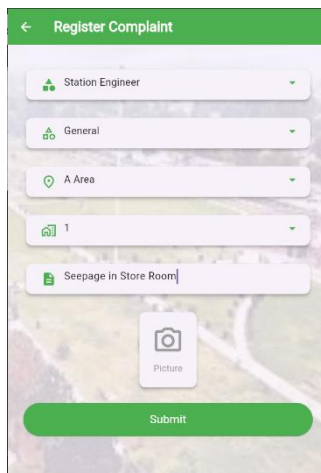 Register Complaint
Station Engineer
General
A Area
1
Seepage in Store Room
Picture
Submit